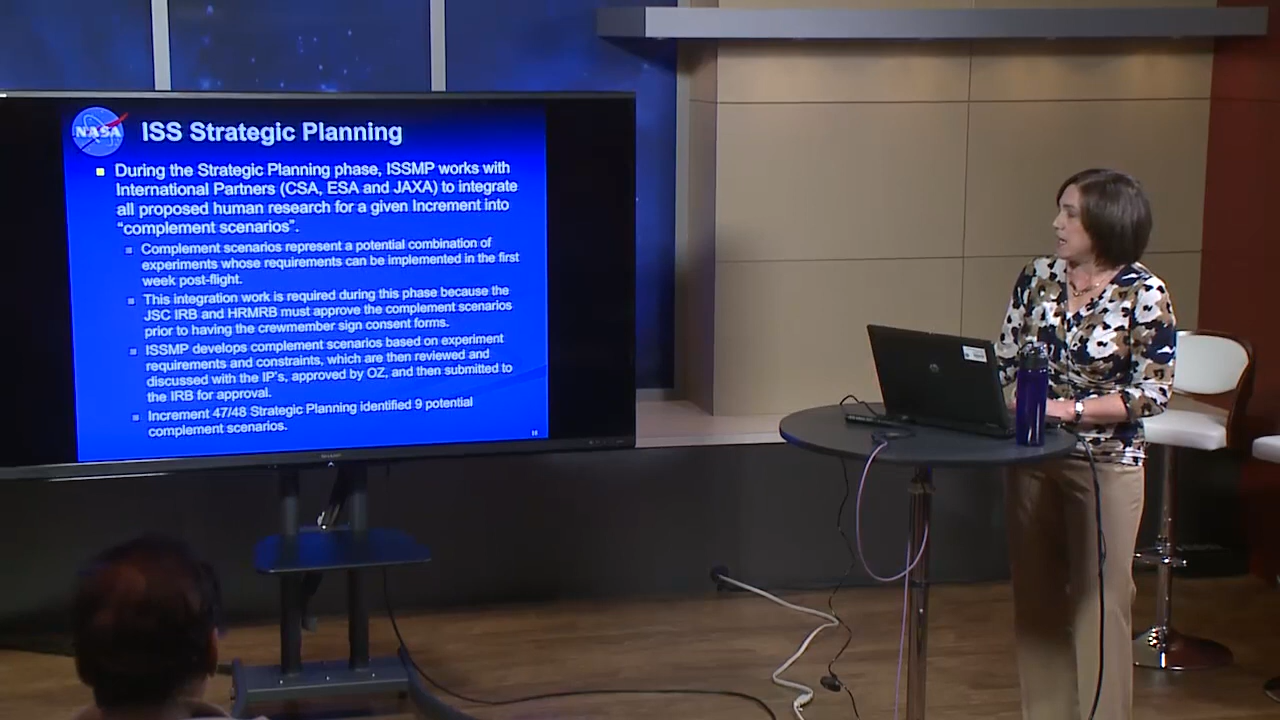 NASA
ISS Strategic Planning
During the Strategic Planning phase, ISSMP works with
International Partners (CSA, ESA and JAXA) to integrate
all proposed human research for a given Increment into
“complement scenarios”.
Complement scenarios represent a potential combination of
experiments whose requirements can be implemented in the first
week post-flight.
This integration work is required during this phase because the
JSC IRB and HRMRB must approve the complement scenarios
prior to having the crewmember sign consent forms.
ISSMP develops complement scenarios based on experiment
requirements and constraints, which are then reviewed and
discussed with the IP’s, approved by OZ, and then submitted to
the IRB for approval.
Increment 47/48 Strategic Planning identified 9 potential
complement scenarios.
SHARP
hp